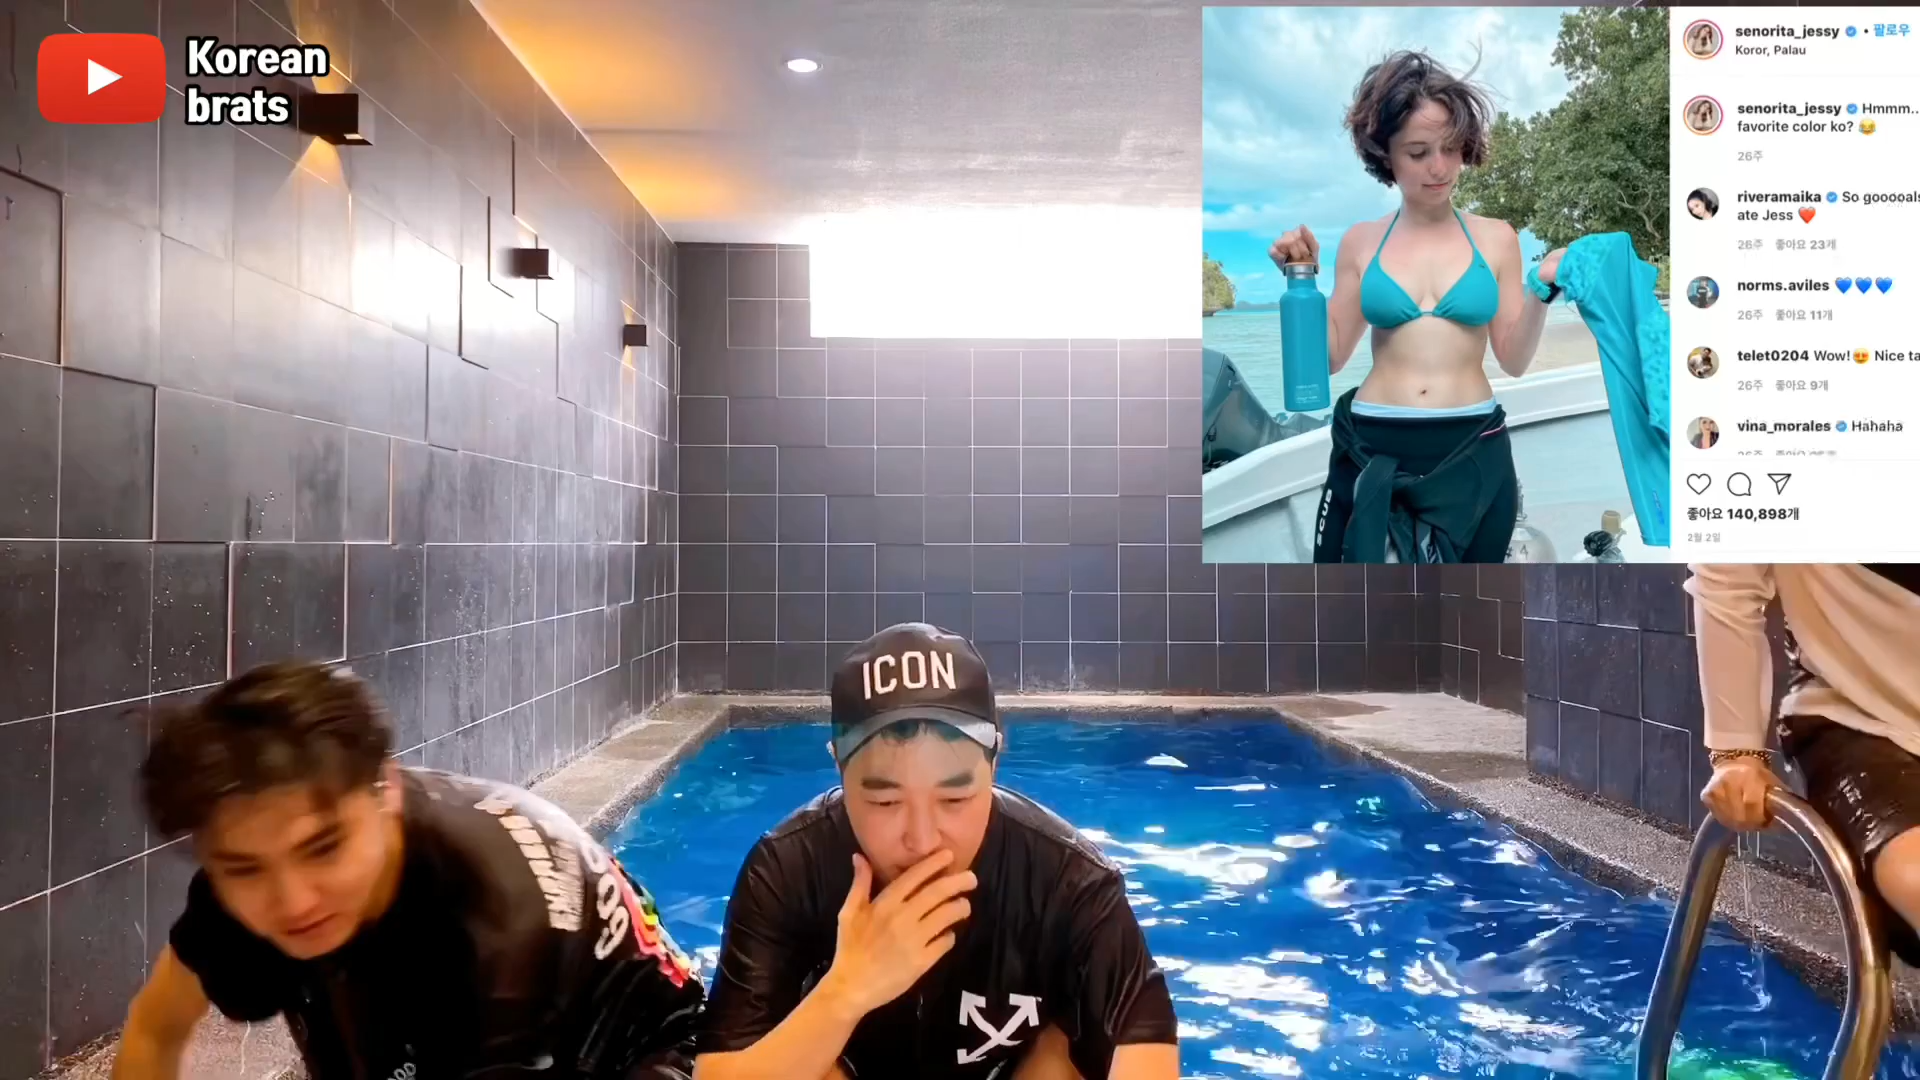 Korean
brats
senorita_jessy • 팔로우
Koror, Palau
senorita_jessy Hmmm..
favorite color ko? 😂
26주
riveramaika So gooooals
ate Jess ❤️
26주 좋아요 23개
norms.aviles 💙💙💙
26주 좋아요 11개
telet0204 Wow!😍 Nice ta
26주 좋아요 9개
vina_morales Hahaha
좋아요 140,898개
2월 2일
SCUB
#4
ICON